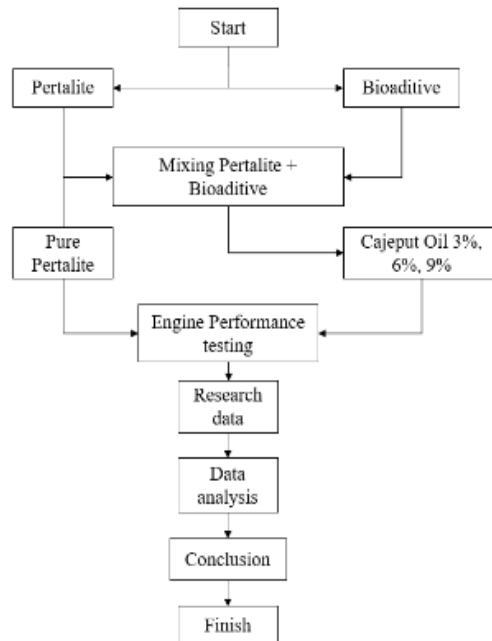 Start
Pertalite
Bioaditive
Mixing Pertalite +
Bioaditive
Pure
Pertalite
Cajeput Oil 3%,
6%, 9%
Engine Performance
testing
Research
data
Data
analysis
Conclusion
Finish